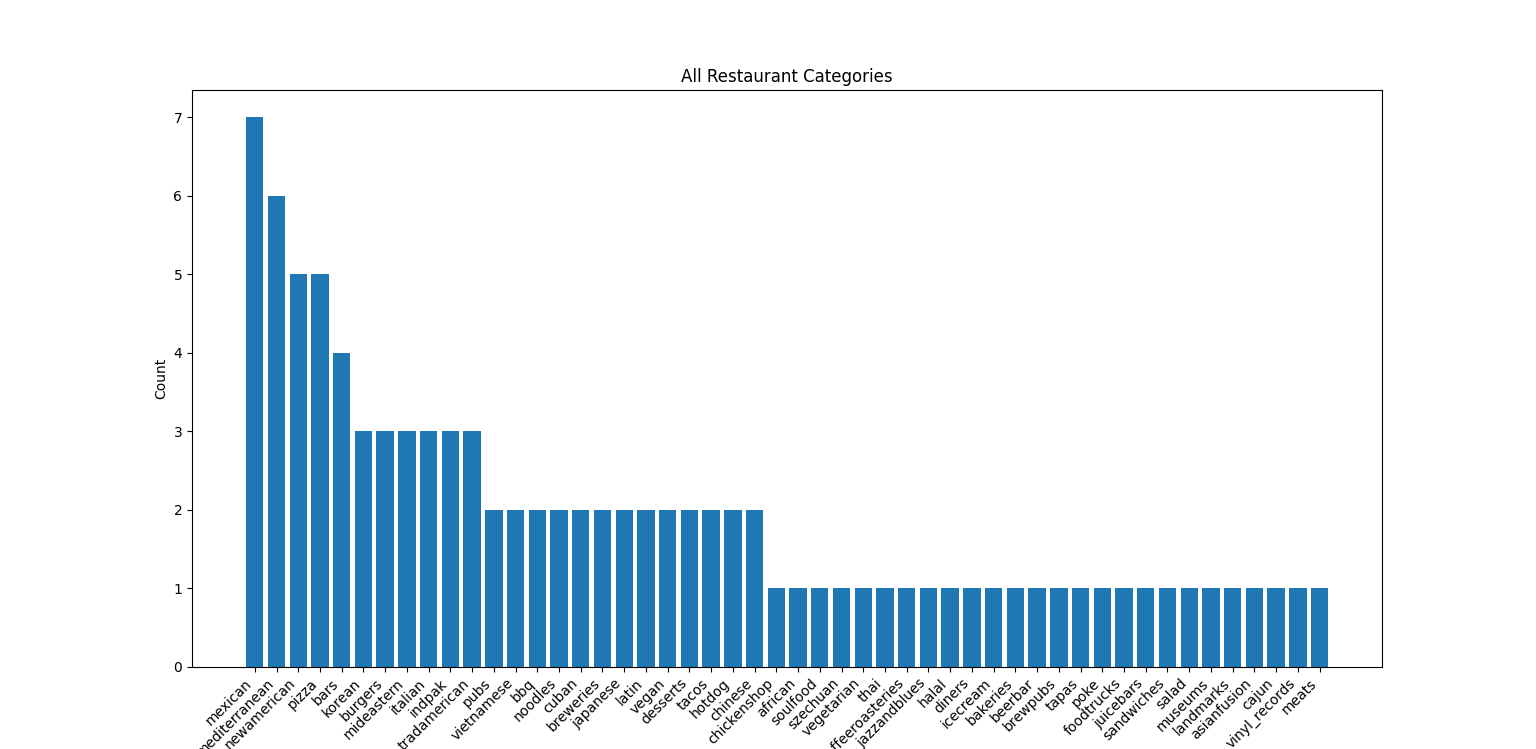 All Restaurant Categories
Count
7
6
5
4
3
2
1
0
mexican
mediterranean
newamerican
pizza
bars
korean
burgers
mideastern
italian
indpak
tradamerican
pubs
vietnamese
bbq
noodles
cuban
breweries
japanese
latin
vegan
desserts
tacos
hotdog
chinese
chickenshop
african
soulfood
szechuan
vegetarian
thai
ffeeroasteries
jazzandblues
halal
diners
icecream
bakeries
beerbar
brewpubs
tapas
poke
foodtrucks
juicebars
sandwiches
salad
museums
landmarks
asianfusion
cajun
vinyl_records
meats